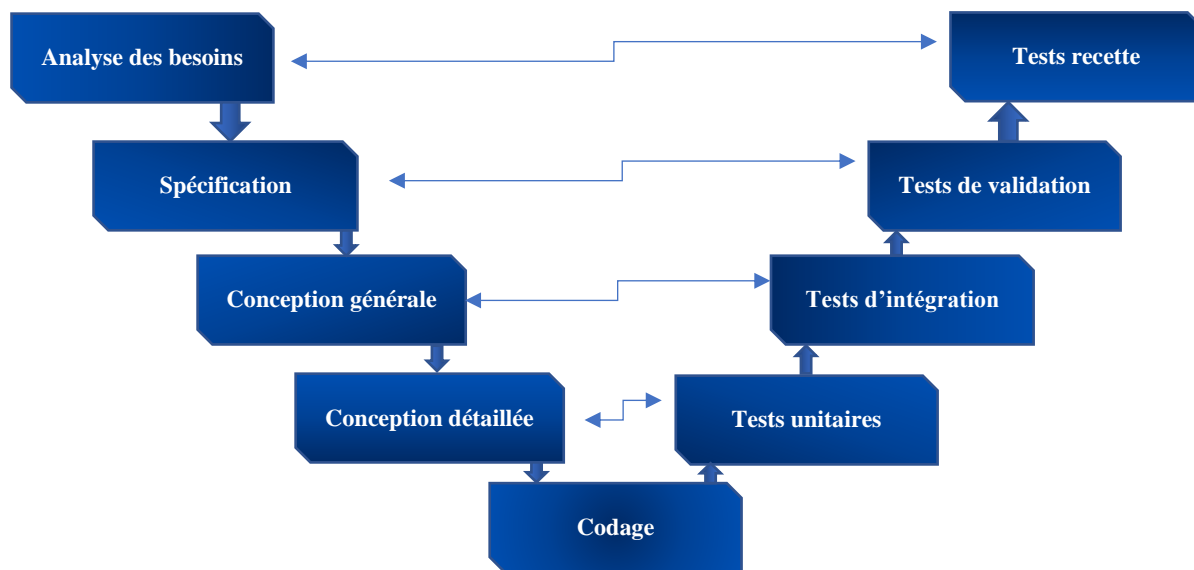 Analyse des besoins
Tests recette
Spécification
Tests de validation
Conception générale
Tests d’intégration
Conception détaillée
Tests unitaires
Codage